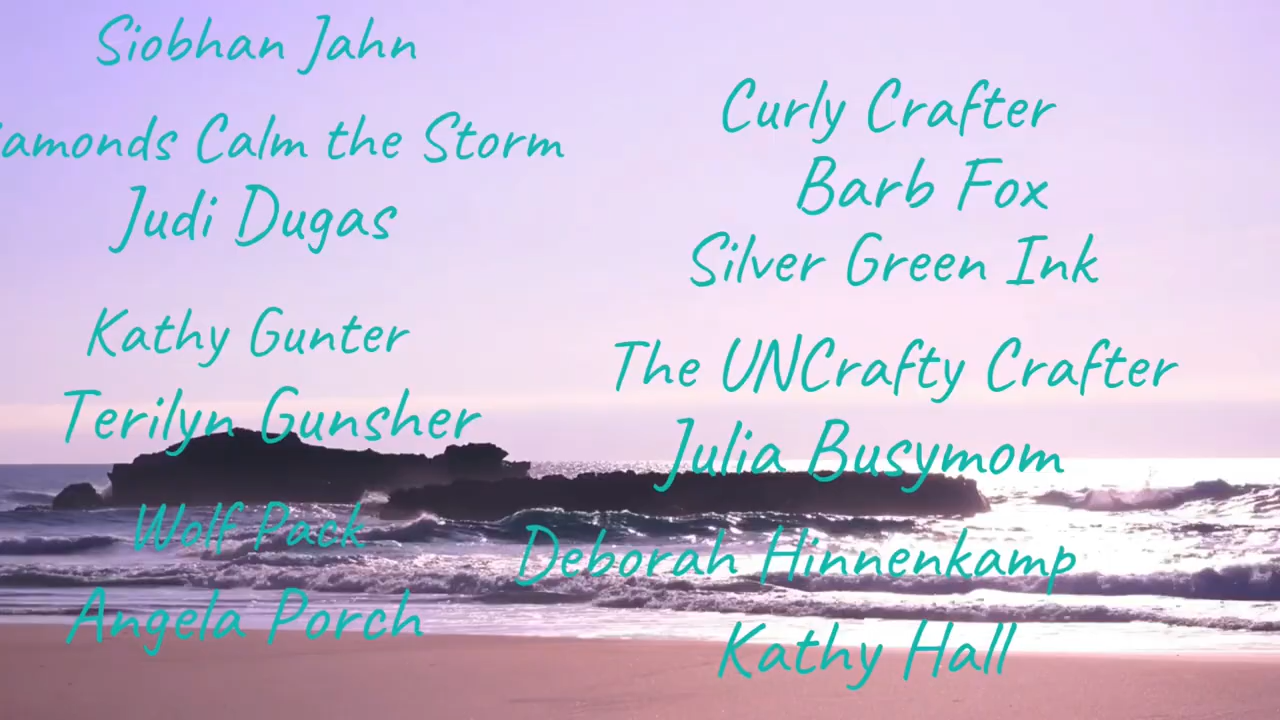 Siobhan Jahn
amonds Calm the Storm
Judi Dugas
Kathy Gunter
Terilyn Gunsher
Wolf Pack
Angela Porch
Curly Crafter
Barb Fox
Silver Green Ink
The UNCrafty Crafter
Julia Busymom
Deborah Hinnenkamp
Kathy Hall